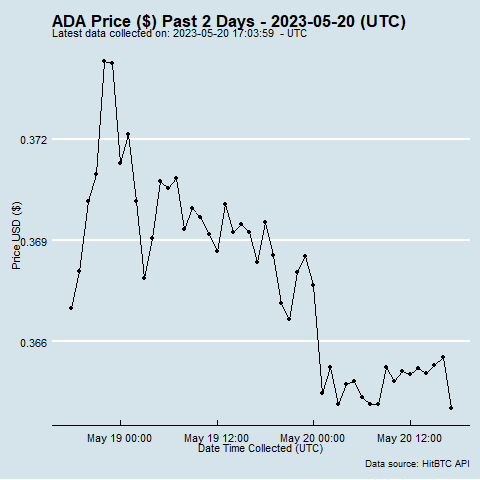 ADA Price ($) Past 2 Days - 2023-05-20 (UTC)
Latest data collected on: 2023-05-20 17:03:59  - UTC
0.372
0.369
0.366
Price USD ($)
May 19 00:00
May 19 12:00
May 20 00:00
May 20 12:00
Date Time Collected (UTC)
Data source: HitBTC API